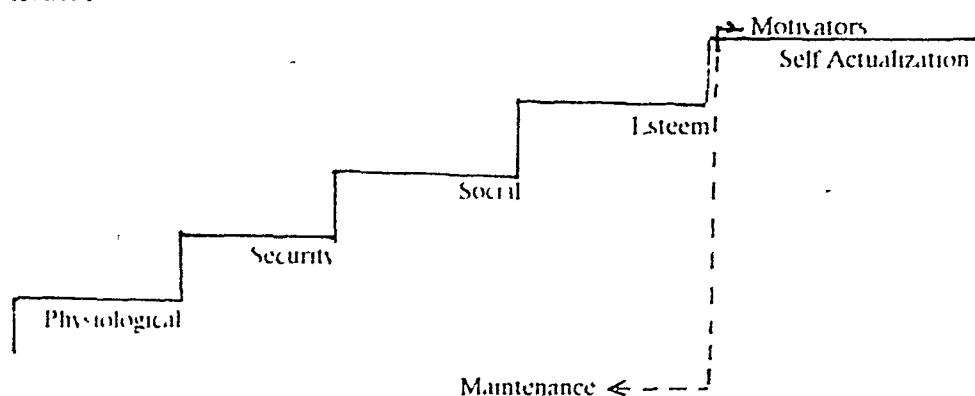 Motivators
Self Actualization
Esteem
Social
Security
Physiological
Maintenance